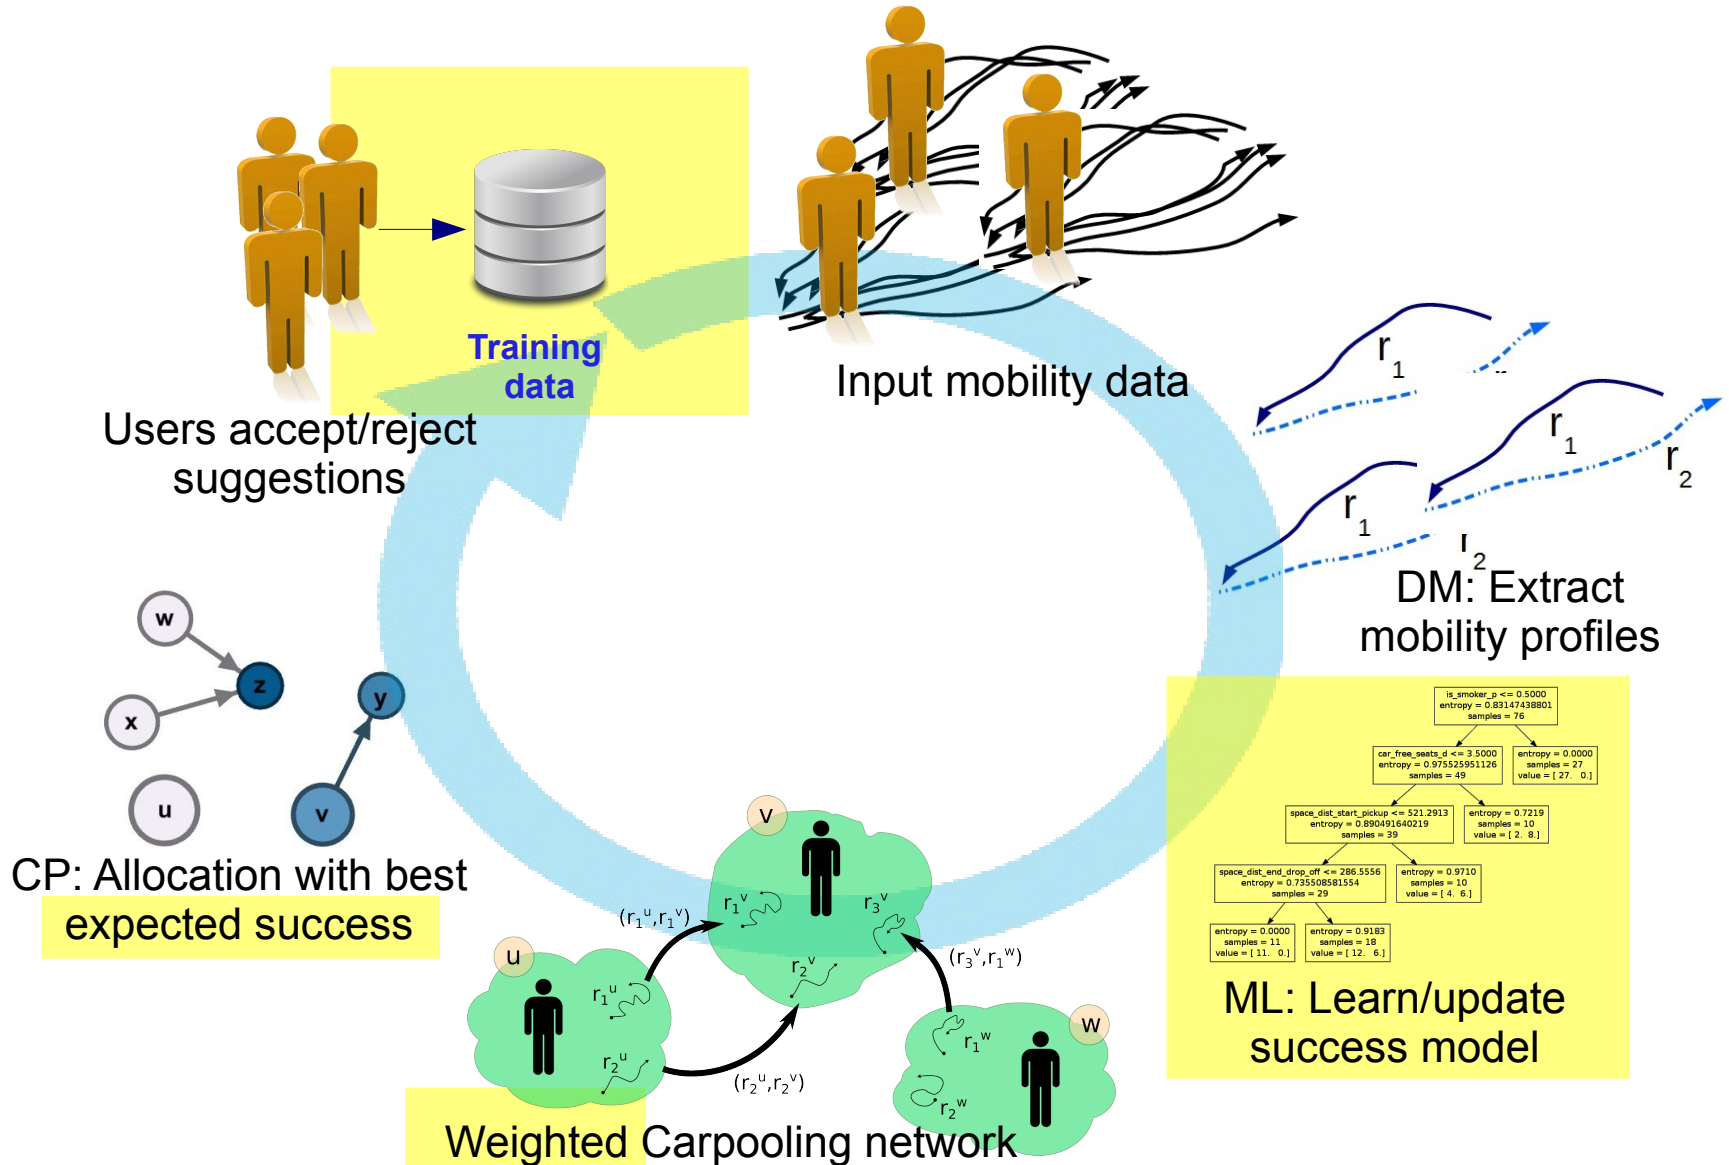 Training
data
Users accept/reject
suggestions
Input mobility data
r1
r1
r2
r1
r2
DM: Extract
mobility profiles
is_smoker_p <= 0.5000
entropy = 0.83147438801
samples = 76
car_free_seats_d <= 3.5000
entropy = 0.975525951126
samples = 49
entropy = 0.0000
samples = 27
value = [ 27. 0.]
space_dist_start_pickup <= 521.2913
entropy = 0.890491640219
samples = 39
entropy = 0.7219
samples = 10
value = [ 2. 8.]
space_dist_end_drop_off <= 286.5556
entropy = 0.735508581554
samples = 29
entropy = 0.9710
samples = 10
value = [ 4. 6.]
entropy = 0.0000
samples = 11
value = [ 11. 0.]
entropy = 0.9183
samples = 18
value = [ 12. 6.]
ML: Learn/update
success model
w
z
x
y
u
v
CP: Allocation with best
expected success
v
r1v
r3v
r2v
(r1u,r1v)
(r3v,r1w)
u
r1u
r2u
(r2u,r2v)
w
r1w
r2w
Weighted Carpooling network